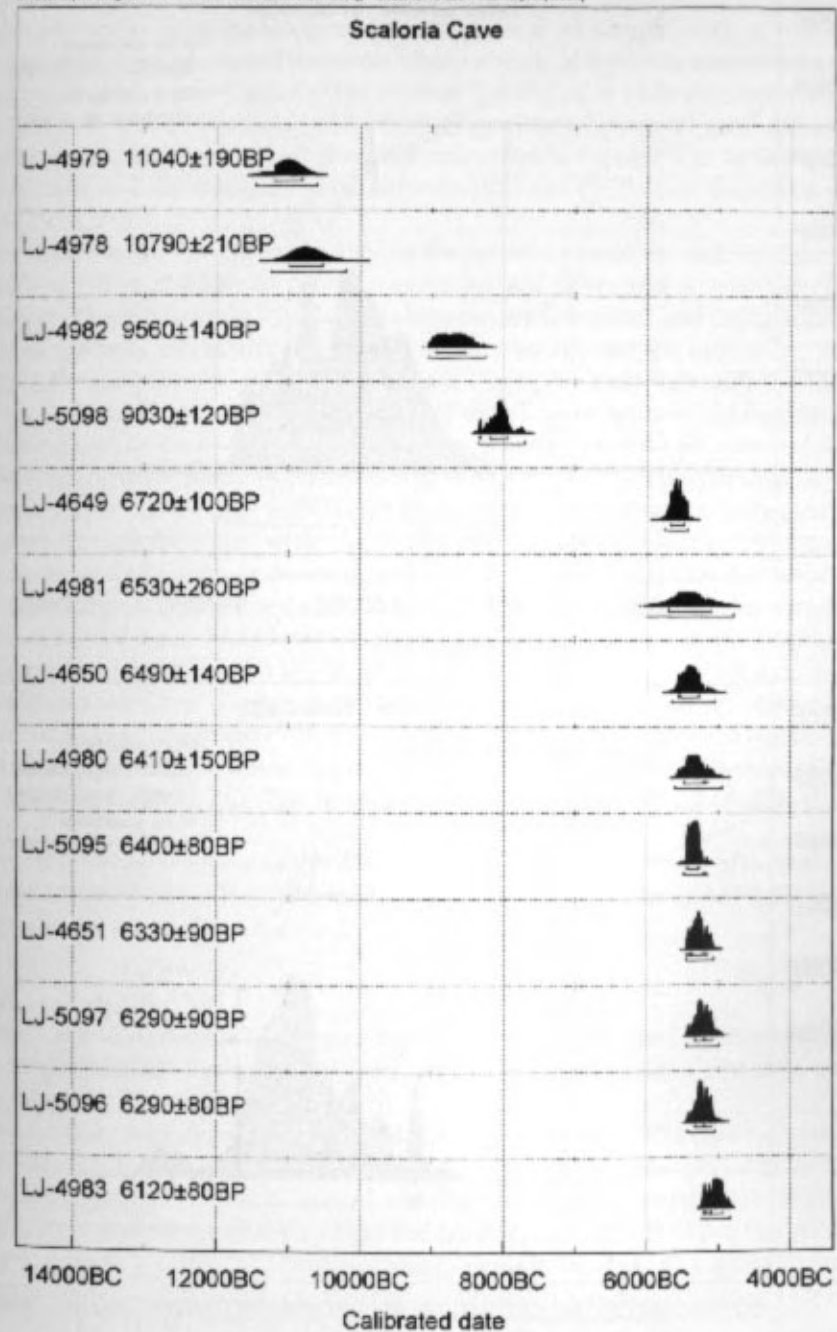 Scaloria Cave
LJ-4979 11040±190BP
LJ-4978 10790±210BP
LJ-4982 9560±140BP
LJ-5098 9030±120BP
LJ-4649 6720±100BP
LJ-4981 6530±260BP
LJ-4650 6490±140BP
LJ-4980 6410±150BP
LJ-5095 6400±80BP
LJ-4651 6330±90BP
LJ-5097 6290±90BP
LJ-5096 6290±80BP
LJ-4983 6120±80BP
14000BC 12000BC 10000BC 8000BC 6000BC 4000BC
Calibrated date